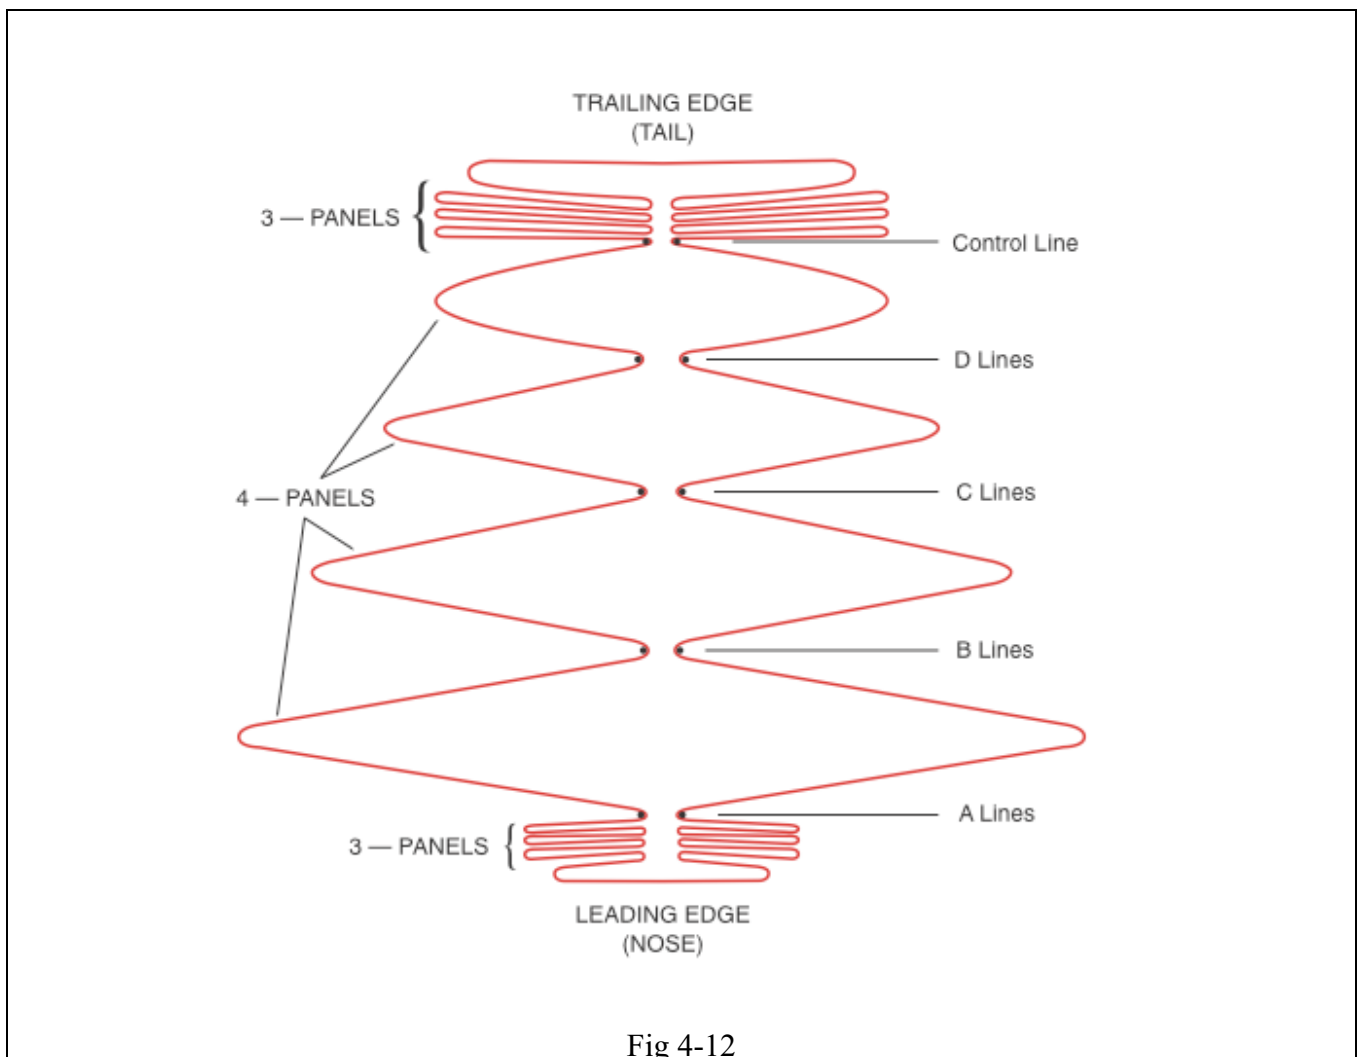 TRAILING EDGE
(TAIL)
3 — PANELS
Control Line
D Lines
4 — PANELS
C Lines
B Lines
A Lines
3 — PANELS
LEADING EDGE
(NOSE)
Fig 4-12